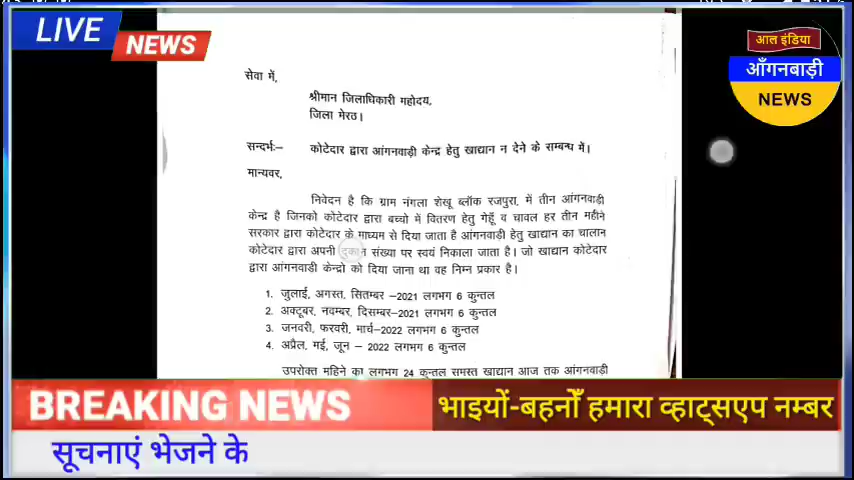 LIVE
NEWS
आल इंडिया
आँगनबाड़ी
NEWS
सेवा में,
श्रीमान जिलाधिकारी महोदय,
जिला मेरठ।
सन्दर्भः– कोटेदार द्वारा आंगनवाड़ी केन्द्र हेतु खाद्यान न देने के सम्बन्ध में।
मान्यवर,
निवेदन है कि ग्राम नंगला शेखू ब्लॉक रजपुरा, में तीन आंगनवाड़ी
केन्द्र है जिनको कोटेदार द्वारा बच्चो में वितरण हेतु गेहूँ व चावल हर तीन महीने
सरकार द्वारा कोटेदार के माध्यम से दिया जाता है आंगनवाड़ी हेतु खाद्यान का चालान
कोटेदार द्वारा अपनी दुकान संख्या पर स्वयं निकाला जाता है। जो खाद्यान कोटेदार
द्वारा आंगनवाड़ी केन्द्रो को दिया जाना था वह निम्न प्रकार है।
1. जुलाई, अगस्त, सितम्बर –2021 लगभग 6 कुन्तल
2. अक्टूबर, नवम्बर, दिसम्बर–2021 लगभग 6 कुन्तल
3. जनवरी, फरवरी, मार्च–2022 लगभग 6 कुन्तल
4. अप्रैल, मई, जून – 2022 लगभग 6 कुन्तल
उपरोक्त महिने का लगभग 24 कुन्तल समस्त खाद्यान आज तक आंगनवाड़ी
BREAKING NEWS
भाइयों-बहनोँ हमारा व्हाट्सएप नम्बर
सूचनाएं भेजने के